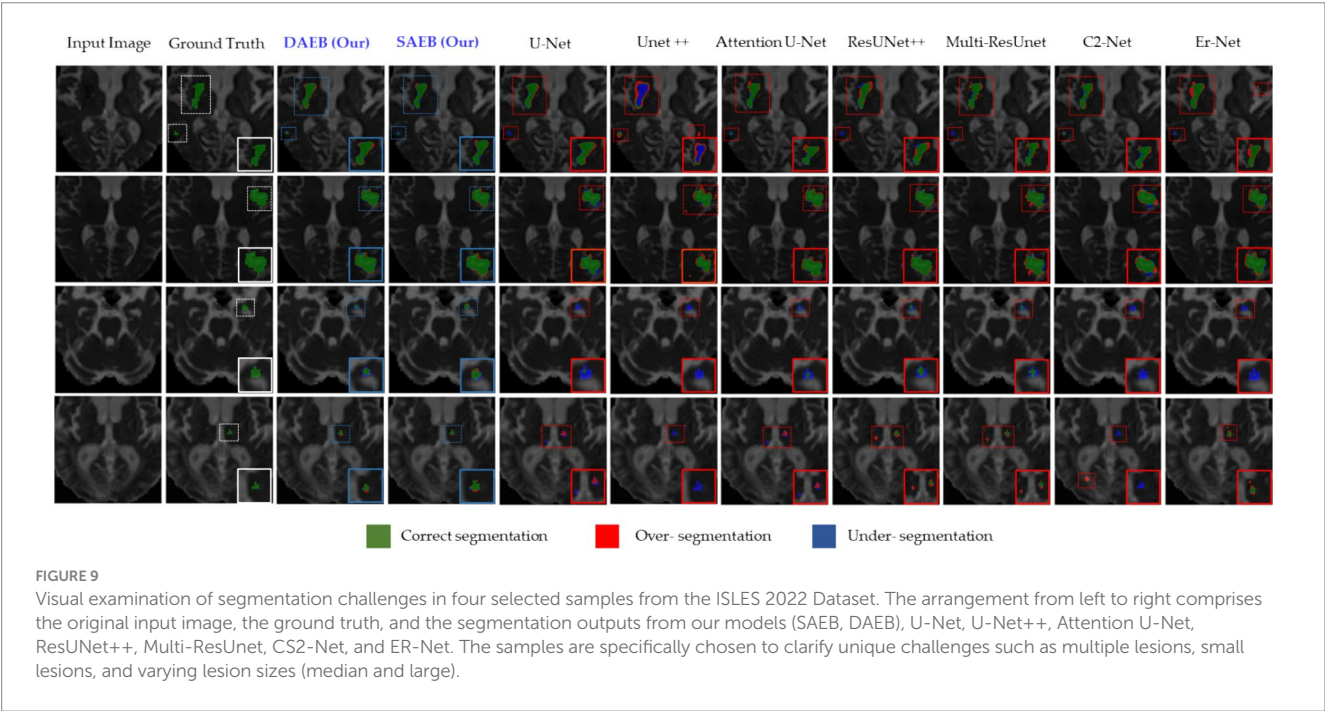 Input Image Ground Truth DAEB (Our) SAEB (Our) U-Net Unet ++ Attention U-Net ResUNet++ Multi-ResUnet C2-Net Er-Net
Correct segmentation Over- segmentation Under- segmentation
FIGURE 9
Visual examination of segmentation challenges in four selected samples from the ISLES 2022 Dataset. The arrangement from left to right comprises
the original input image, the ground truth, and the segmentation outputs from our models (SAEB, DAEB), U-Net, U-Net++, Attention U-Net,
ResUNet++, Multi-ResUnet, CS2-Net, and ER-Net. The samples are specifically chosen to clarify unique challenges such as multiple lesions, small
lesions, and varying lesion sizes (median and large).